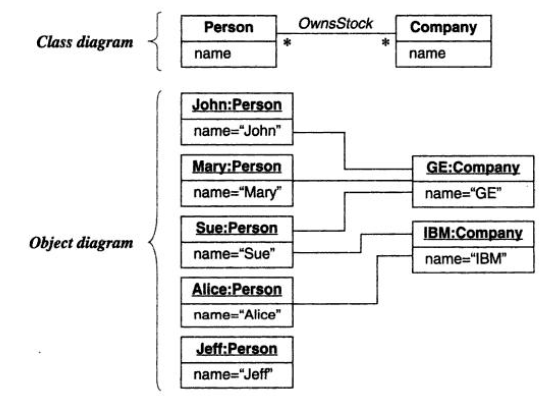 Class diagram
Person
name
OwnsStock
*
*
Company
name
Object diagram
John:Person
name="John"
Mary:Person
name="Mary"
Sue:Person
name="Sue"
Alice:Person
name="Alice"
Jeff:Person
name="Jeff"
GE:Company
name="GE"
IBM:Company
name="IBM"